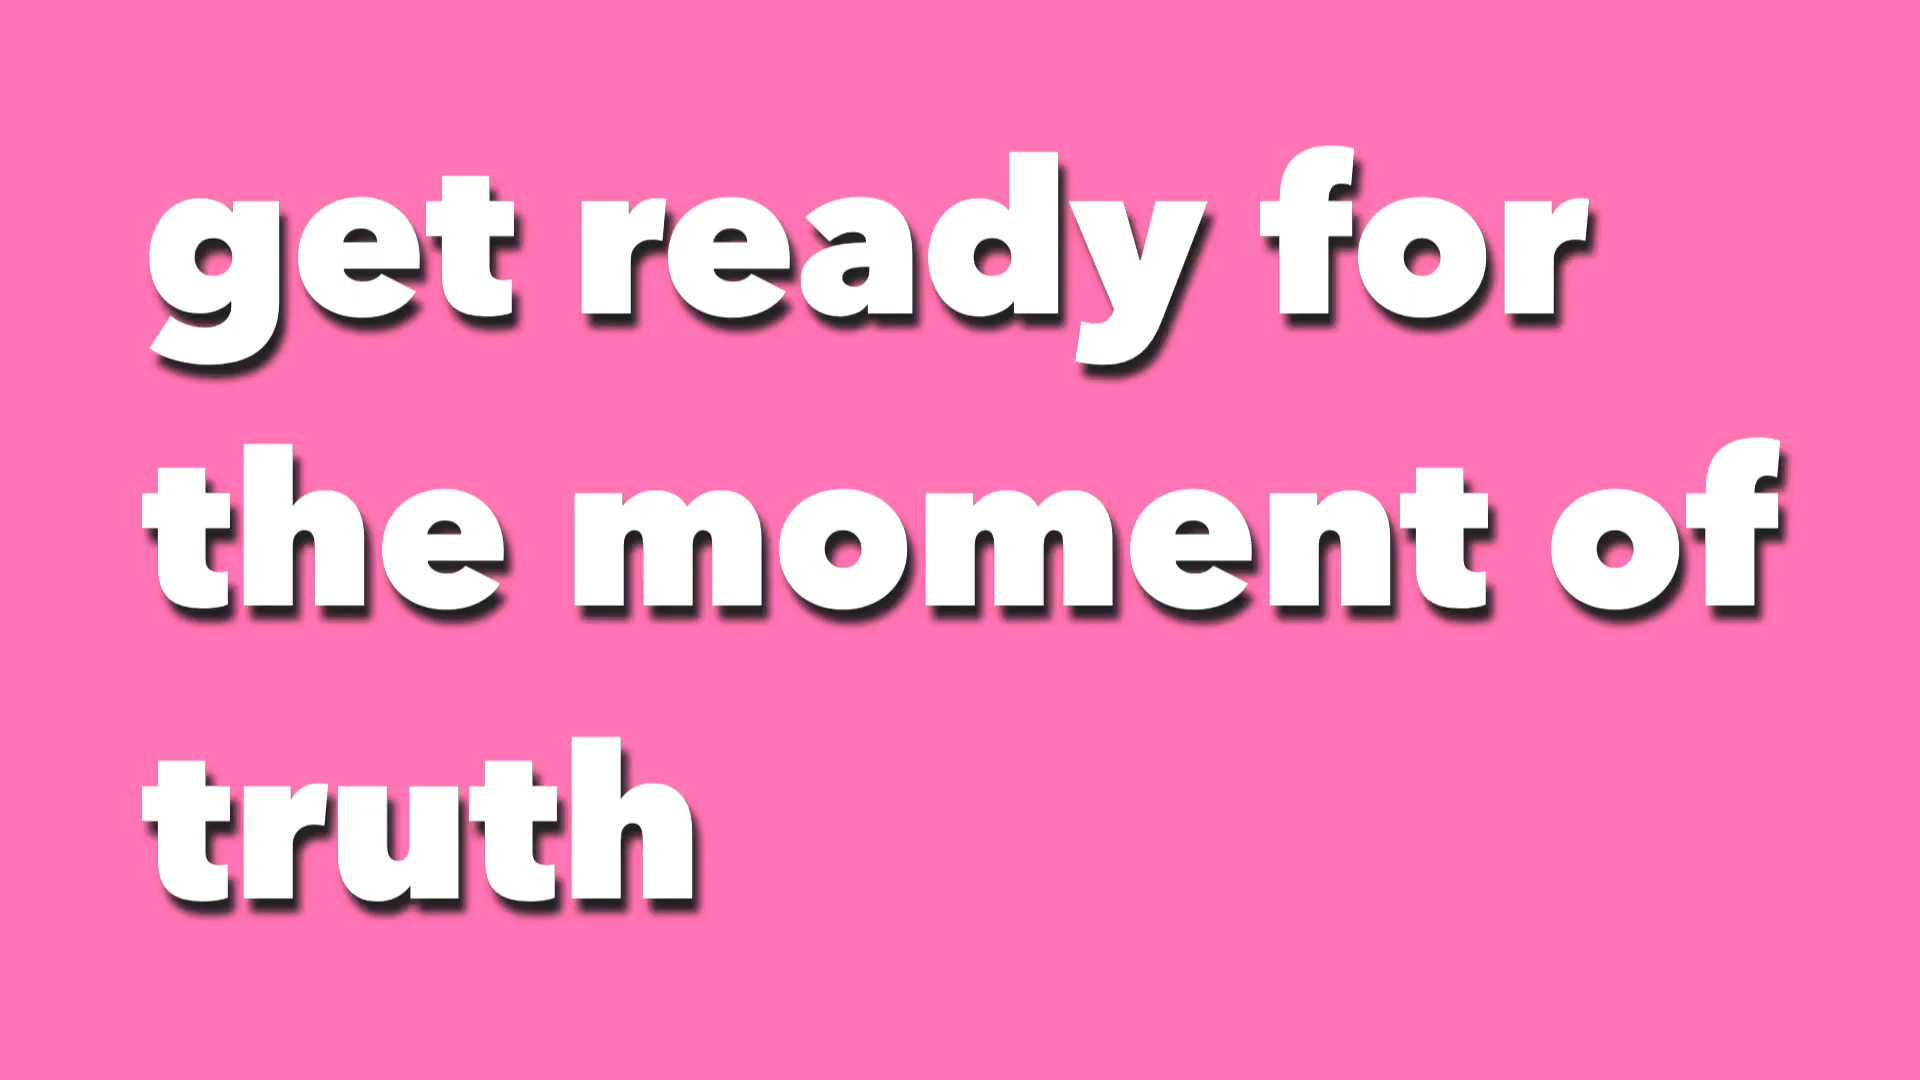 get ready for
the moment of
truth